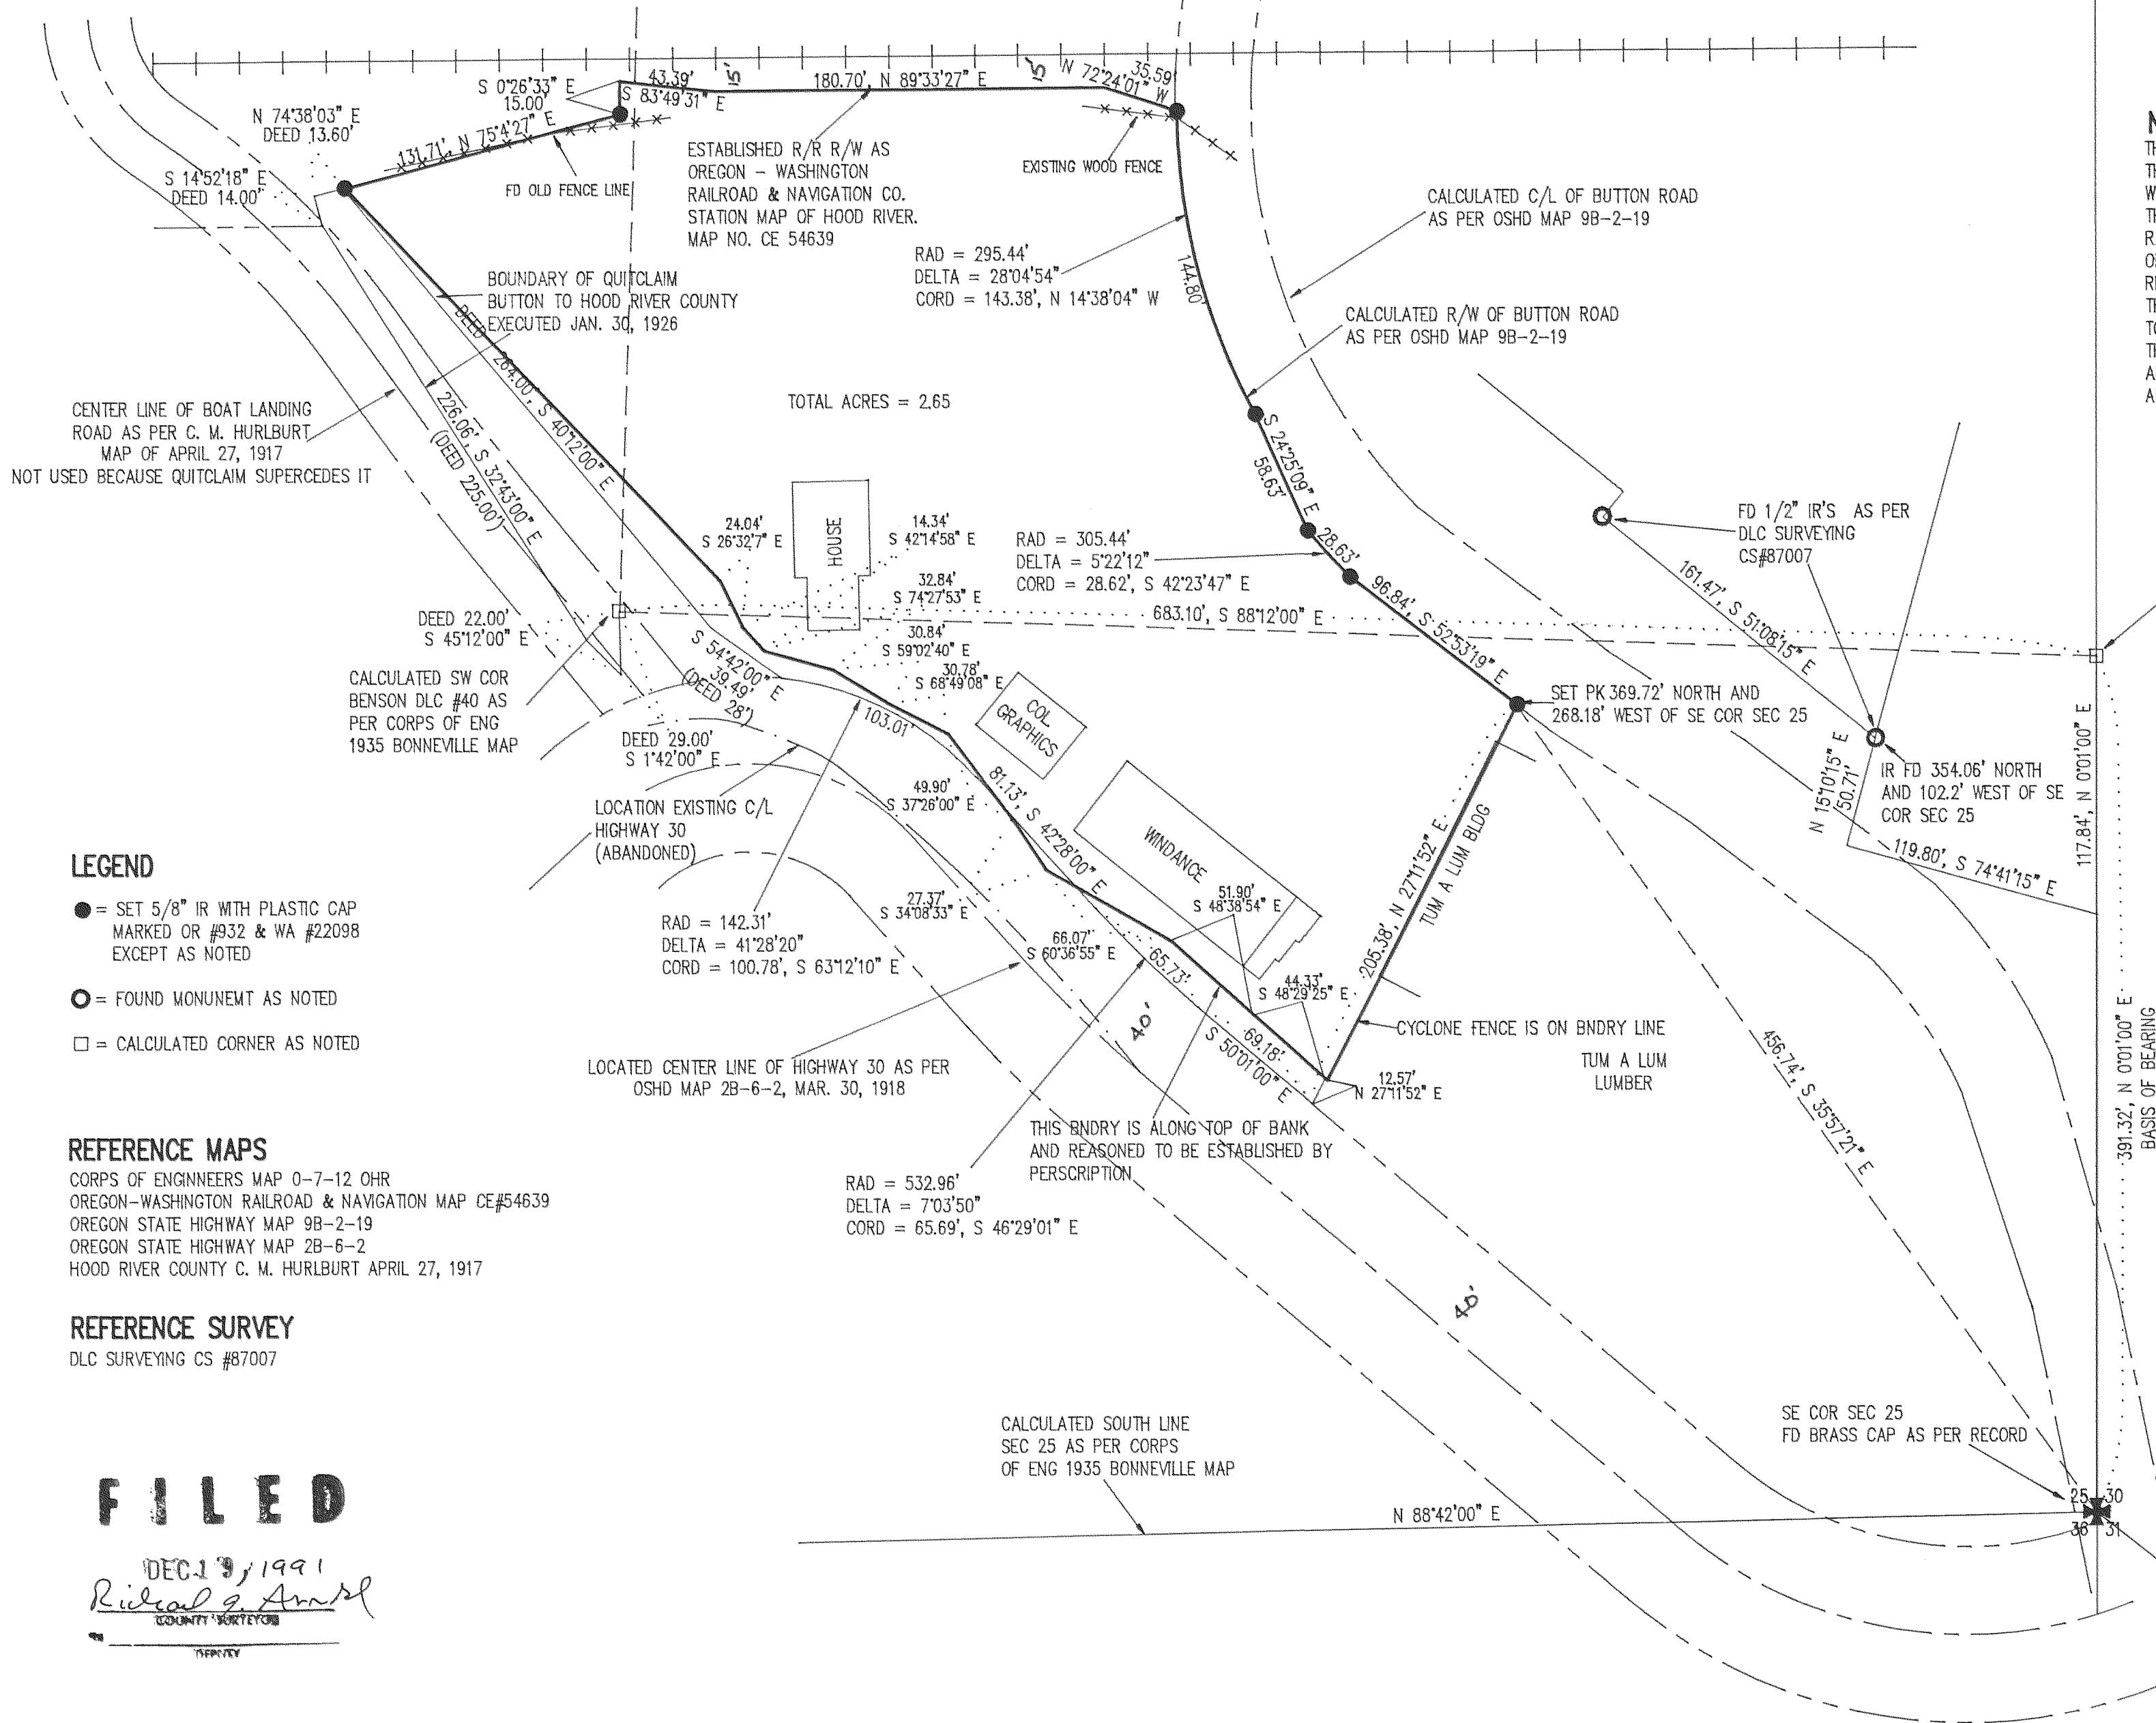 S 0°26'33" E
15.00'
43.39'
S 83°49'31" E
15'
180.70', N 89°33'27" E
15'
N 72°24'01" W
35.59'
N 74°38'03" E
DEED 13.60'
131.71', N 75°4'27" E
S 14°52'18" E
DEED 14.00'
FD OLD FENCE LINE
ESTABLISHED R/R R/W AS
OREGON - WASHINGTON
RAILROAD & NAVIGATION CO.
STATION MAP OF HOOD RIVER.
MAP NO. CE 54639
EXISTING WOOD FENCE
CALCULATED C/L OF BUTTON ROAD
AS PER OSHD MAP 9B-2-19
RAD = 295.44'
DELTA = 28°04'54"
CORD = 143.38', N 14°38'04" W
144.80'
CALCULATED R/W OF BUTTON ROAD
AS PER OSHD MAP 9B-2-19
BOUNDARY OF QUITCLAIM
BUTTON TO HOOD RIVER COUNTY
EXECUTED JAN. 30, 1926
DEED 264.00', S 40°12'00" E
226.06', S 32°43'00" E
(DEED 225.00')
CENTER LINE OF BOAT LANDING
ROAD AS PER C. M. HURLBURT
MAP OF APRIL 27, 1917
NOT USED BECAUSE QUITCLAIM SUPERCEDES IT
TOTAL ACRES = 2.65
S 24°25'09" E
58.63'
24.04'
S 26°32'7" E
HOUSE
14.34'
S 42°14'58" E
32.84'
S 74°27'53" E
RAD = 305.44'
DELTA = 5°22'12"
CORD = 28.62', S 42°23'47" E
28.63'
96.84', S 52°53'19" E
683.10', S 88°12'00" E
FD 1/2" IR'S AS PER
DLC SURVEYING
CS#87007
161.47', S 51°08'15" E
DEED 22.00'
S 45°12'00" E
30.84'
S 59°02'40" E
30.78'
S 68°49'08" E
S 54°42'00" E
39.49'
(DEED 28')
CALCULATED SW COR
BENSON DLC #40 AS
PER CORPS OF ENG
1935 BONNEVILLE MAP
103.01'
COL
GRAPHICS
SET PK 369.72' NORTH AND
268.18' WEST OF SE COR SEC 25
DEED 29.00'
S 1°42'00" E
IR FD 354.06' NORTH
AND 102.2' WEST OF SE
COR SEC 25
N 15°10'15" E
50.71'
117.84', N 0°01'00" E
119.80', S 74°41'15" E
49.90'
S 37°26'00" E
81.13', S 42°28'00" E
LOCATION EXISTING C/L
HIGHWAY 30
(ABANDONED)
WINDANCE
205.38', N 27°11'52" E
TUM A LUM BLDG
51.90'
S 48°38'54" E
LEGEND
= SET 5/8" IR WITH PLASTIC CAP
MARKED OR #932 & WA #22098
EXCEPT AS NOTED
= FOUND MONUNEMT AS NOTED
= CALCULATED CORNER AS NOTED
27.37'
S 34°08'33" E
RAD = 142.31'
DELTA = 41°28'20"
CORD = 100.78', S 63°12'10" E
66.07'
S 60°36'55" E
65.73'
44.33'
S 48°29'25" E
40'
69.18'
S 50°01'00" E
CYCLONE FENCE IS ON BNDRY LINE
TUM A LUM
LUMBER
12.57'
N 27°11'52" E
456.74', S 35°57'21" E
391.32', N 0°01'00" E
BASIS OF BEARING
LOCATED CENTER LINE OF HIGHWAY 30 AS PER
OSHD MAP 2B-6-2, MAR. 30, 1918
THIS BNDRY IS ALONG TOP OF BANK
AND REASONED TO BE ESTABLISHED BY
PERSCRIPTION
RAD = 532.96'
DELTA = 7°03'50"
CORD = 65.69', S 46°29'01" E
REFERENCE MAPS
CORPS OF ENGINNEERS MAP 0-7-12 OHR
OREGON-WASHINGTON RAILROAD & NAVIGATION MAP CE#54639
OREGON STATE HIGHWAY MAP 9B-2-19
OREGON STATE HIGHWAY MAP 2B-6-2
HOOD RIVER COUNTY C. M. HURLBURT APRIL 27, 1917
40'
REFERENCE SURVEY
DLC SURVEYING CS #87007
CALCULATED SOUTH LINE
SEC 25 AS PER CORPS
OF ENG 1935 BONNEVILLE MAP
SE COR SEC 25
FD BRASS CAP AS PER RECORD
N 88°42'00" E
25 30
36 31
FILED
DEC 19, 1991
COUNTY SURVEYOR
DEPUTY